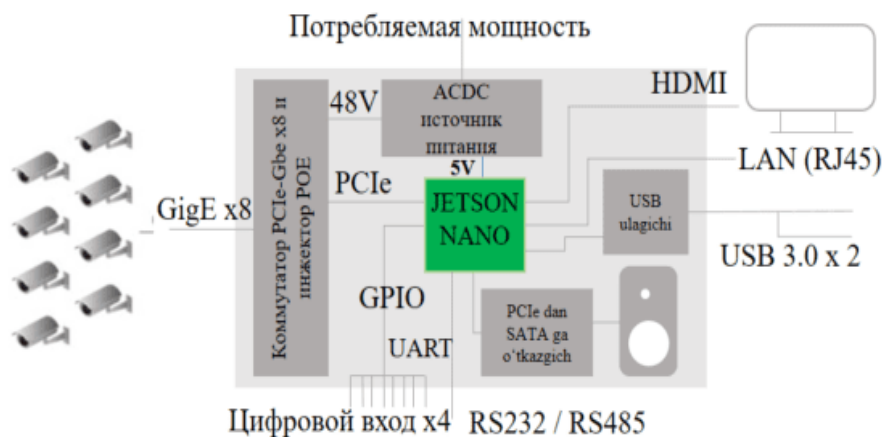 Потребляемая мощность
HDMI
48V
ACDC
источник
питания
5V
LAN (RJ45)
Коммутатор PCIe-Gbe x8 и
инжектор POE
PCIe
GigE x8
JETSON
NANO
USB
ulagichi
USB 3.0 x 2
GPIO
PCIe dan
SATA ga
o‘tkazgich
UART
Цифровой вход x4
RS232 / RS485